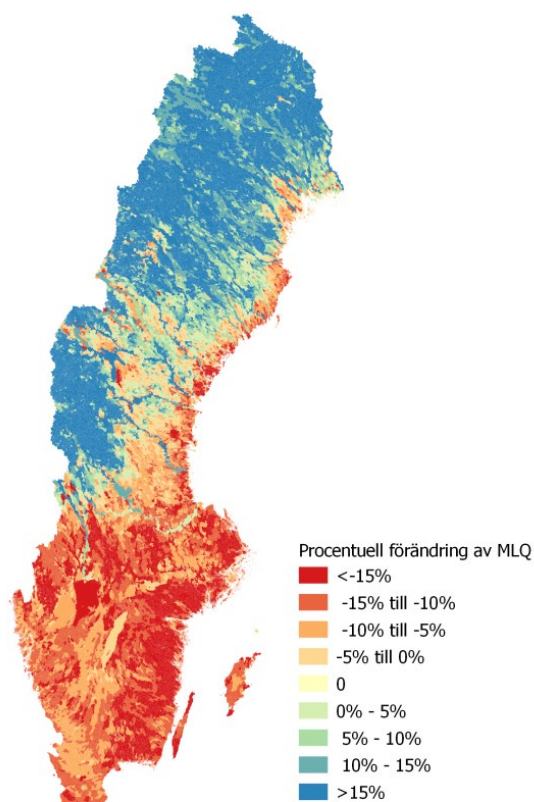 Procentuell förändring av MLQ
<-15%
-15% till -10%
-10% till -5%
-5% till 0%
0
0% - 5%
5% - 10%
10% - 15%
>15%